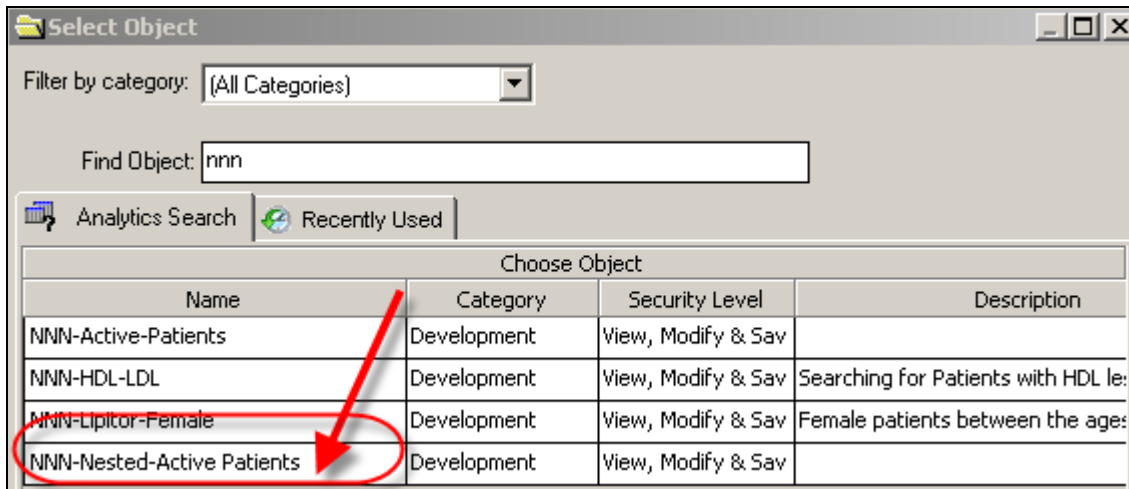 Select Object
Filter by category: (All Categories)
Find Object: nnn
Analytics Search Recently Used
Choose Object
Name Category Security Level Description
NNN-Active-Patients Development View, Modify & Sav
NNN-HDL-LDL Development View, Modify & Sav Searching for Patients with HDL le
NNN-Lipitor-Female Development View, Modify & Sav Female patients between the ages
NNN-Nested-Active Patients Development View, Modify & Sav